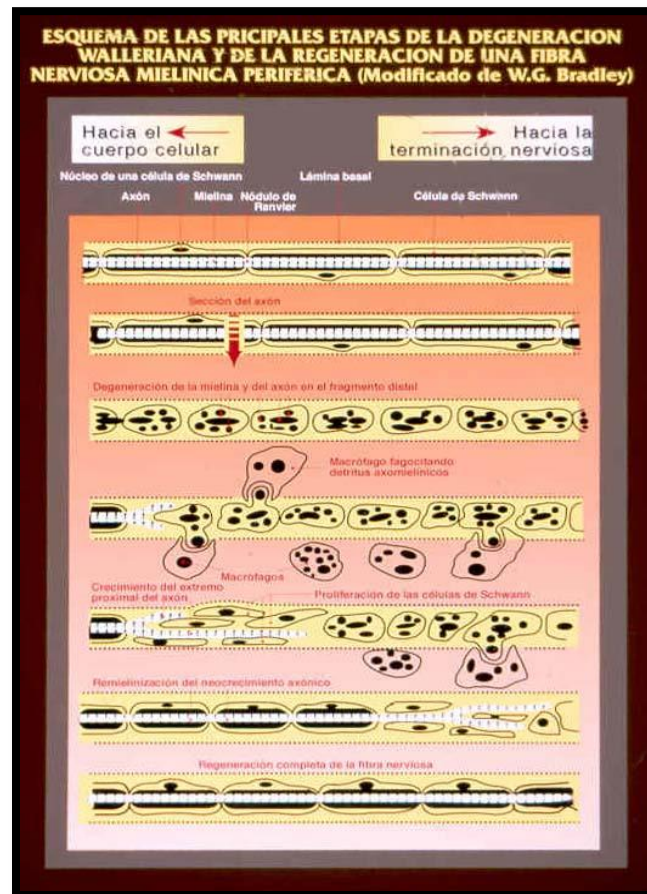 ESQUEMA DE LAS PRICIPALES ETAPAS DE LA DEGENERACION
WALLERIANA Y DE LA REGENERACION DE UNA FIBRA
NERVIOSA MIELINICA PERIFERICA (Modificado de W.G. Bradley)
Hacia el
cuerpo celular
Hacia la
terminación nerviosa
Núcleo de una célula de Schwann
Lámina basal
Axón
Mielina
Nódulo de
Ranvier
Célula de Schwann
Sección del axón
Degeneración de la mielina y del axón en el fragmento distal
Macrófago fagocitando
detritus axomielínicos
Macrófagos
Crecimiento del extremo
proximal del axón
Proliferación de las células de Schwann
Remielinización del neocrecimiento axónico
Regeneración completa de la fibra nerviosa